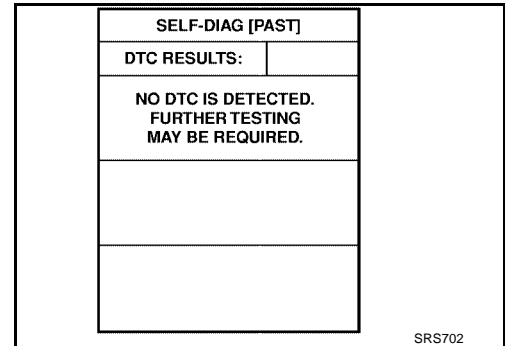 SELF-DIAG [PAST]
DTC RESULTS:
NO DTC IS DETECTED.
FURTHER TESTING
MAY BE REQUIRED.
SRS702